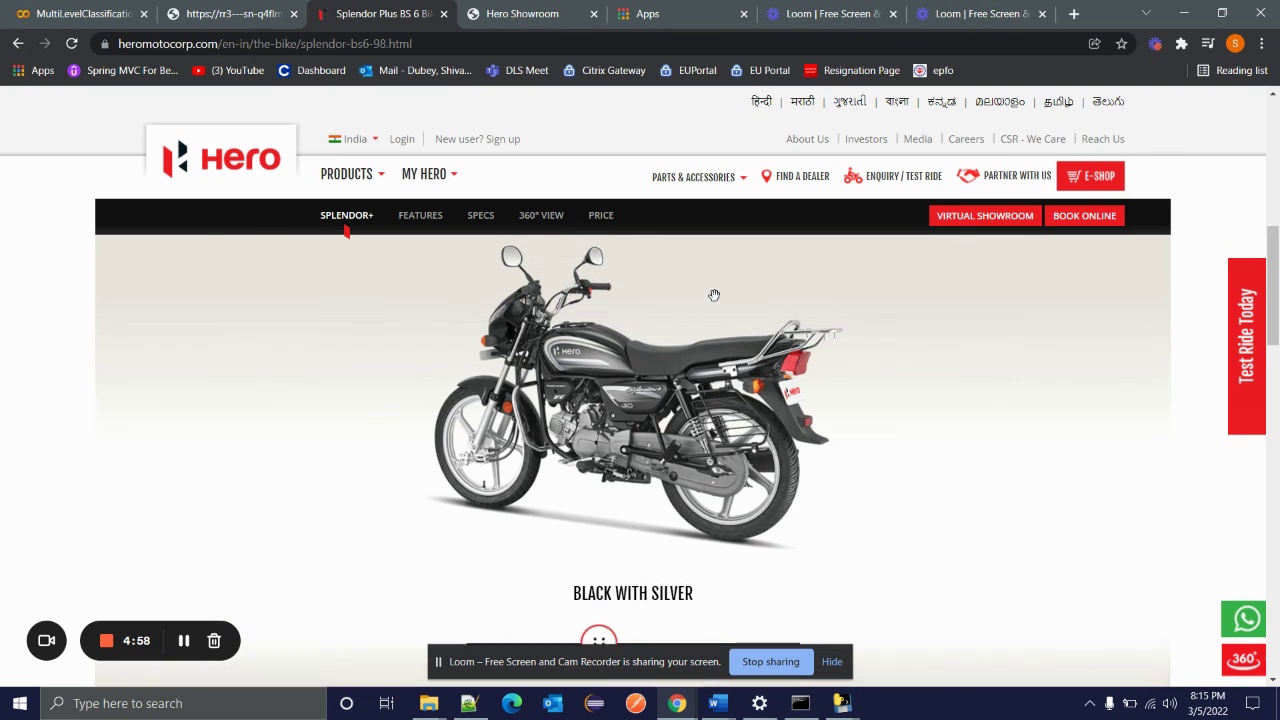 MultiLevelClassificatio
https://rr3---sn-q4flrn
Splendor Plus BS 6 Bik
Hero Showroom
Apps
Loom | Free Screen &
Loom | Free Screen &
heromotocorp.com/en-in/the-bike/splendor-bs6-98.html
S
Apps
Spring MVC For Be...
(3) YouTube
Dashboard
Mail - Dubey, Shiva...
DLS Meet
Citrix Gateway
EUPortal
EU Portal
Resignation Page
epfo
Reading list
हिन्दी | मराठी | ગુજરાતી | বাংলা | ಕನ್ನಡ | മലയാളം | தமிழ் | తెలుగు
India
Login | New user? Sign up
About Us | Investors | Media | Careers | CSR - We Care | Reach Us
Hero
PRODUCTS
MY HERO
PARTS & ACCESSORIES
FIND A DEALER
ENQUIRY / TEST RIDE
PARTNER WITH US
E-SHOP
SPLENDOR+
FEATURES
SPECS
360° VIEW
PRICE
VIRTUAL SHOWROOM
BOOK ONLINE
Hero
HERO
Test Ride Today
BLACK WITH SILVER
4:58
Loom – Free Screen and Cam Recorder is sharing your screen.
Stop sharing
Hide
360°
Type here to search
8:15 PM
3/5/2022